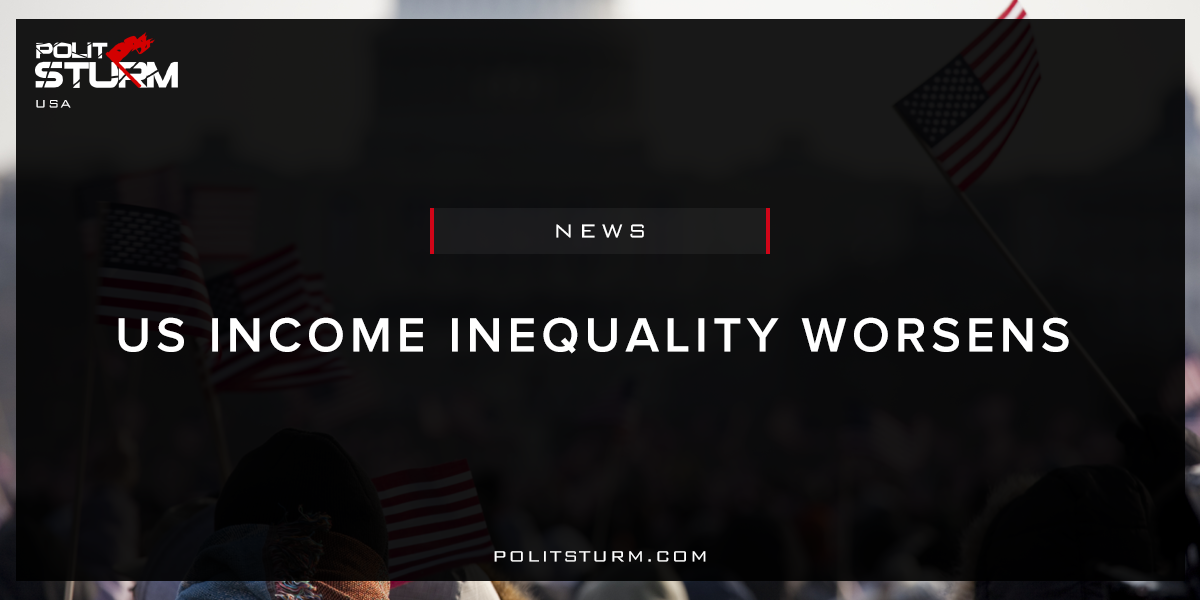 POLIT
STURM
USA
NEWS
US INCOME INEQUALITY WORSENS
POLITSTURM.COM